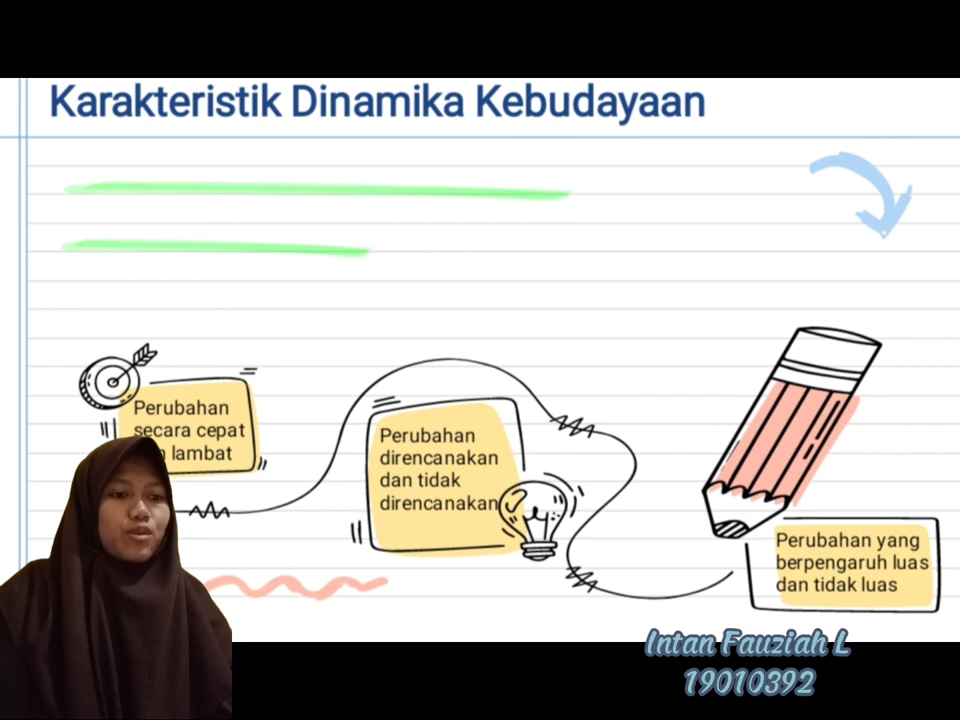 Karakteristik Dinamika Kebudayaan
Perubahan
secara cepat
lambat
Perubahan
direncanakan
dan tidak
direncanakan
Perubahan yang
berpengaruh luas
dan tidak luas
Intan Fauziah L
19010392